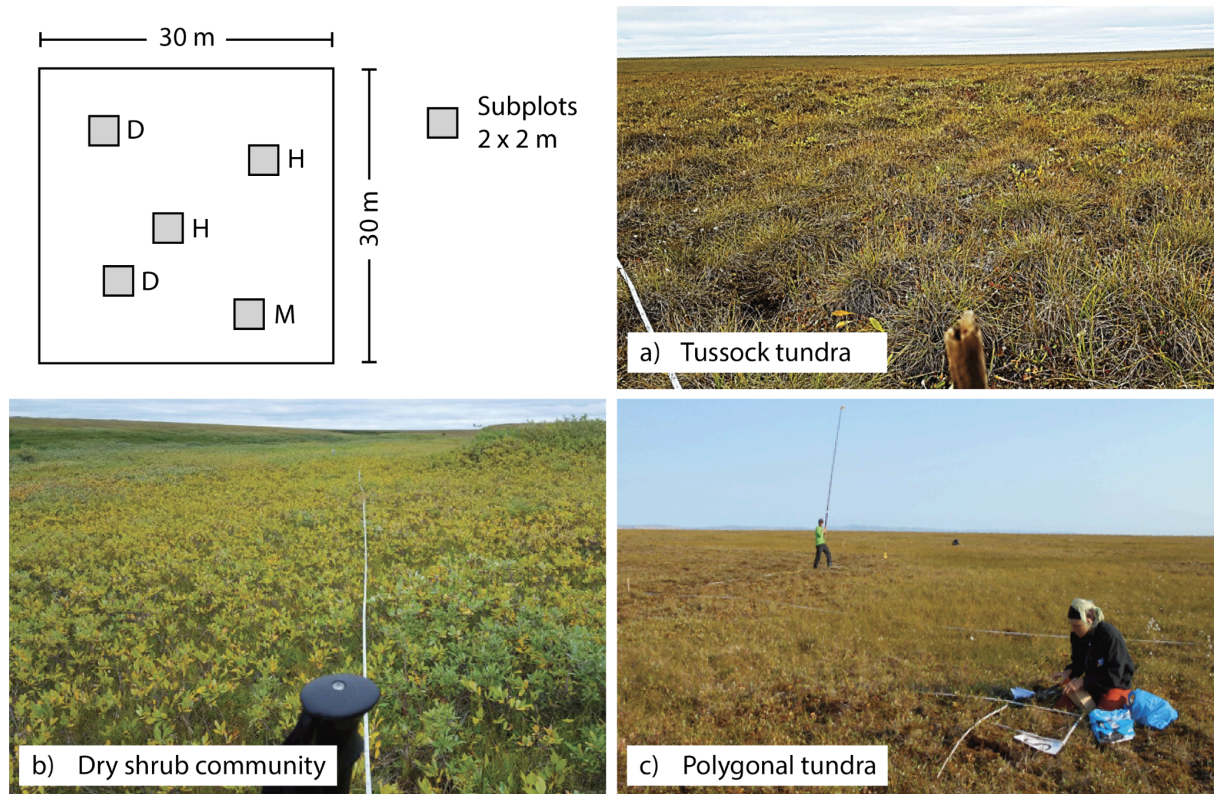 30 m
30 m
D
H
H
D
M
Subplots
2 x 2 m
a) Tussock tundra
b) Dry shrub community
c) Polygonal tundra